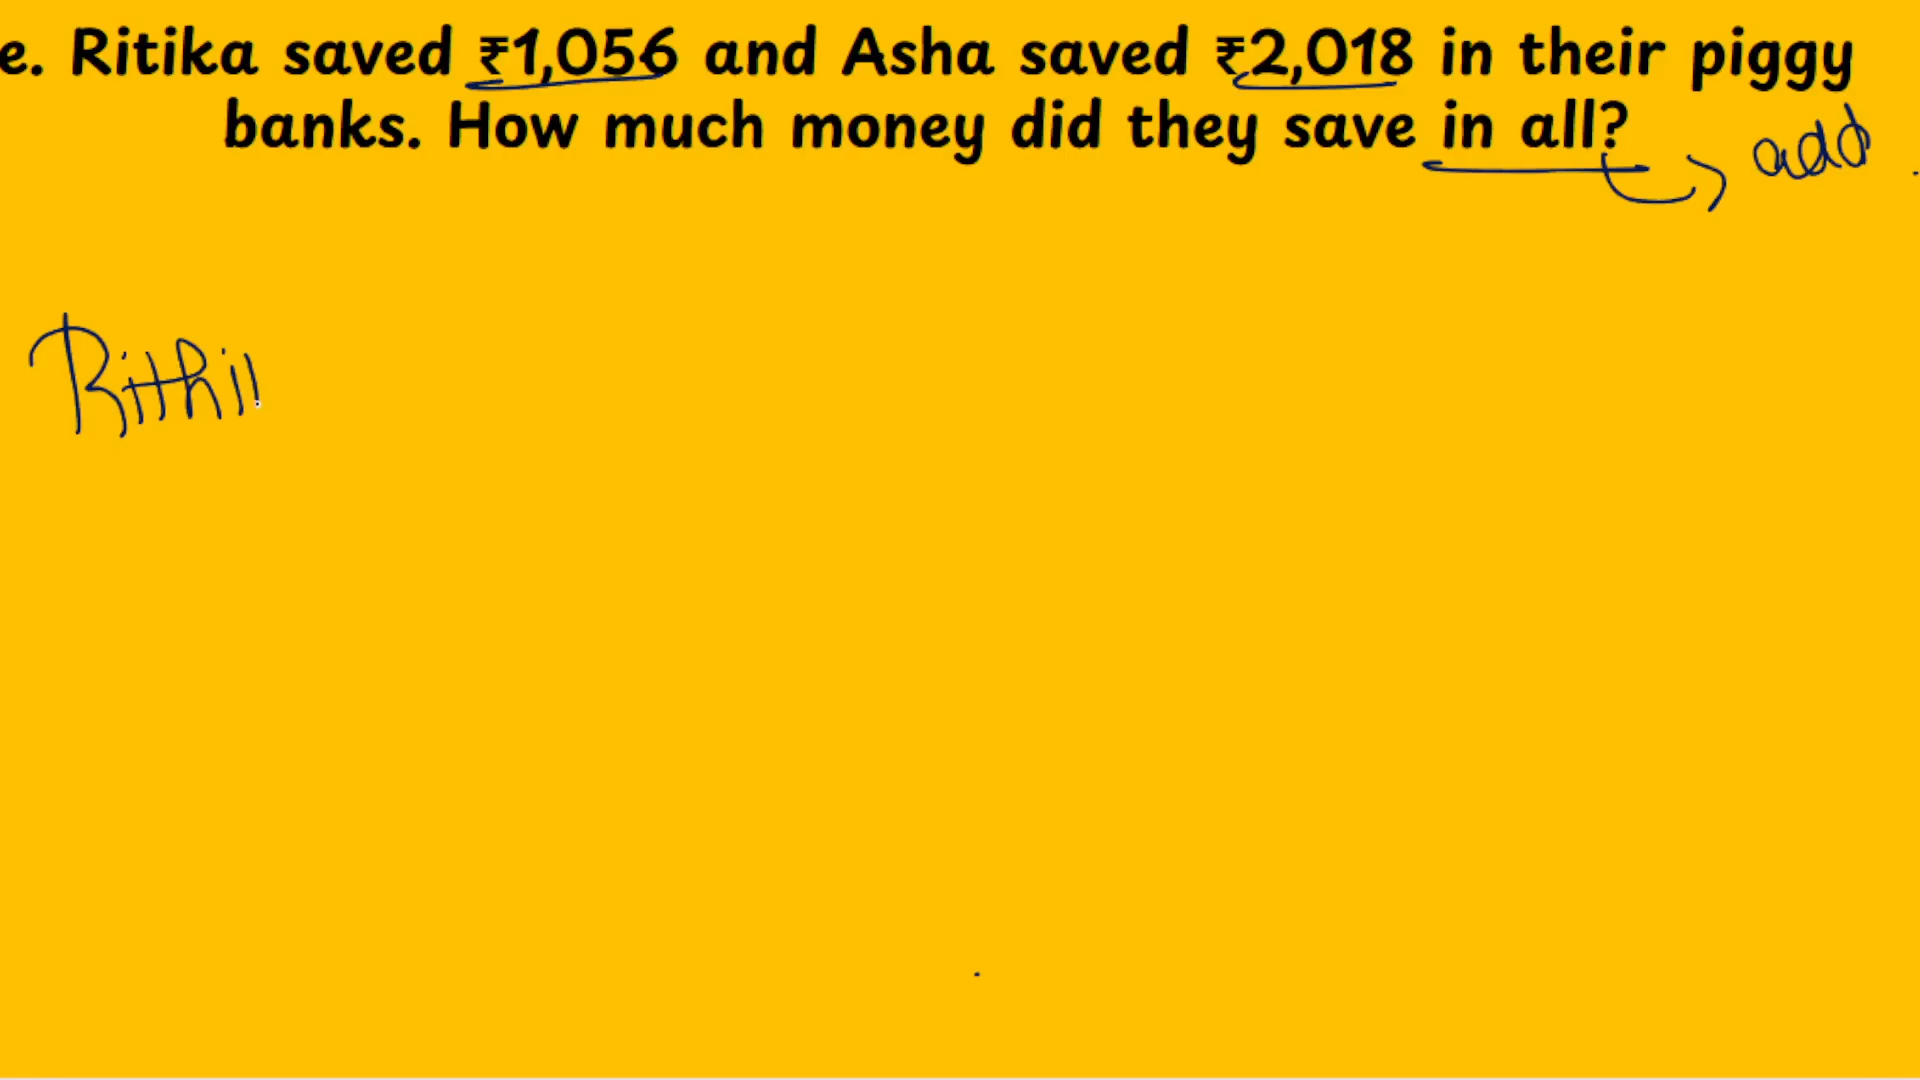 e. Ritika saved ₹1,056 and Asha saved ₹2,018 in their piggy
banks. How much money did they save in all?
add
Rithi